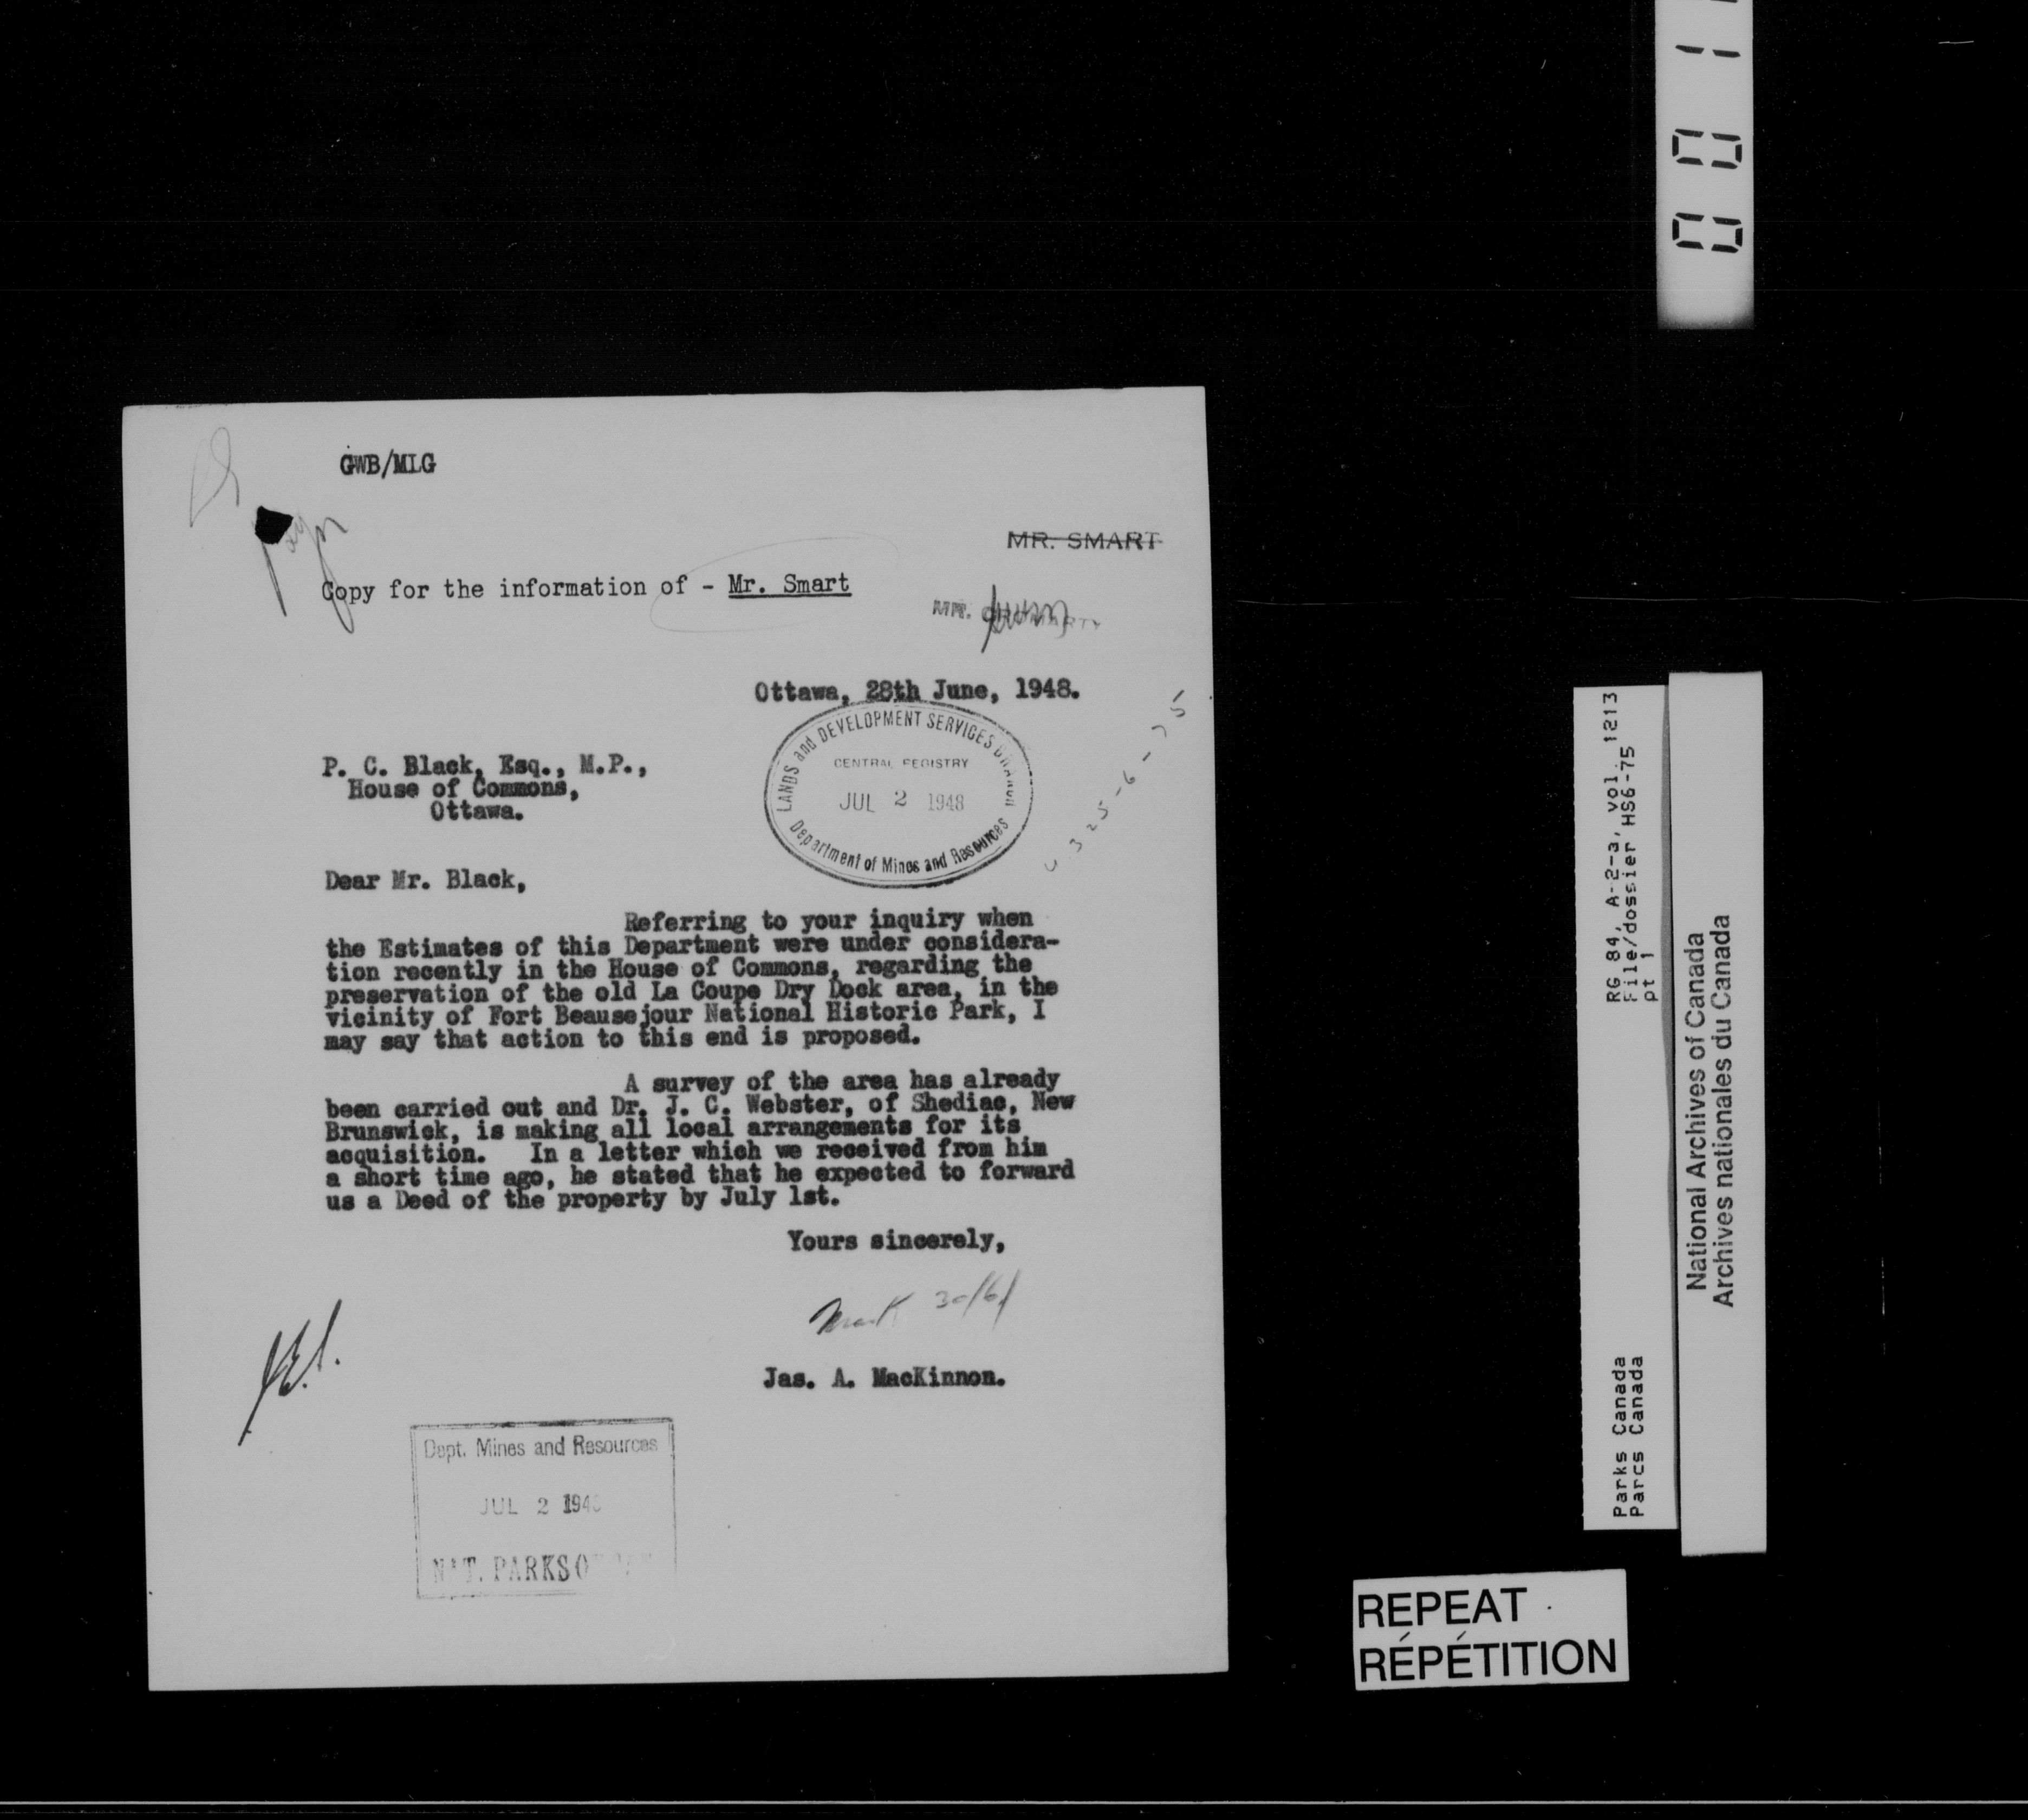 GWB/MLG
MR. SMART
Copy for the information of - Mr. Smart
MR. CROMARTY
Ottawa, 28th June, 1948.
LANDS and DEVELOPMENT SERVICES BRANCH
CENTRAL REGISTRY
JUL 2 1948
Department of Mines and Resources
P. C. Black, Esq., M.P.,
House of Commons,
Ottawa.
Dear Mr. Black,
Referring to your inquiry when
the Estimates of this Department were under considera-
tion recently in the House of Commons, regarding the
preservation of the old La Coupe Dry Dock area, in the
vicinity of Fort Beausejour National Historic Park, I
may say that action to this end is proposed.
A survey of the area has already
been carried out and Dr. J. C. Webster, of Shediac, New
Brunswick, is making all local arrangements for its
acquisition. In a letter which we received from him
a short time ago, he stated that he expected to forward
us a Deed of the property by July 1st.
Yours sincerely,
30/6/
Jas. A. MacKinnon.
Dept. Mines and Resources
JUL 2 1948
NAT. PARKS
001
RG 84, A-2-3, vol. 1213
File/dossier HS6-75
pt 1
Parks Canada
Parcs Canada
National Archives of Canada
Archives nationales du Canada
REPEAT
RÉPÉTITION